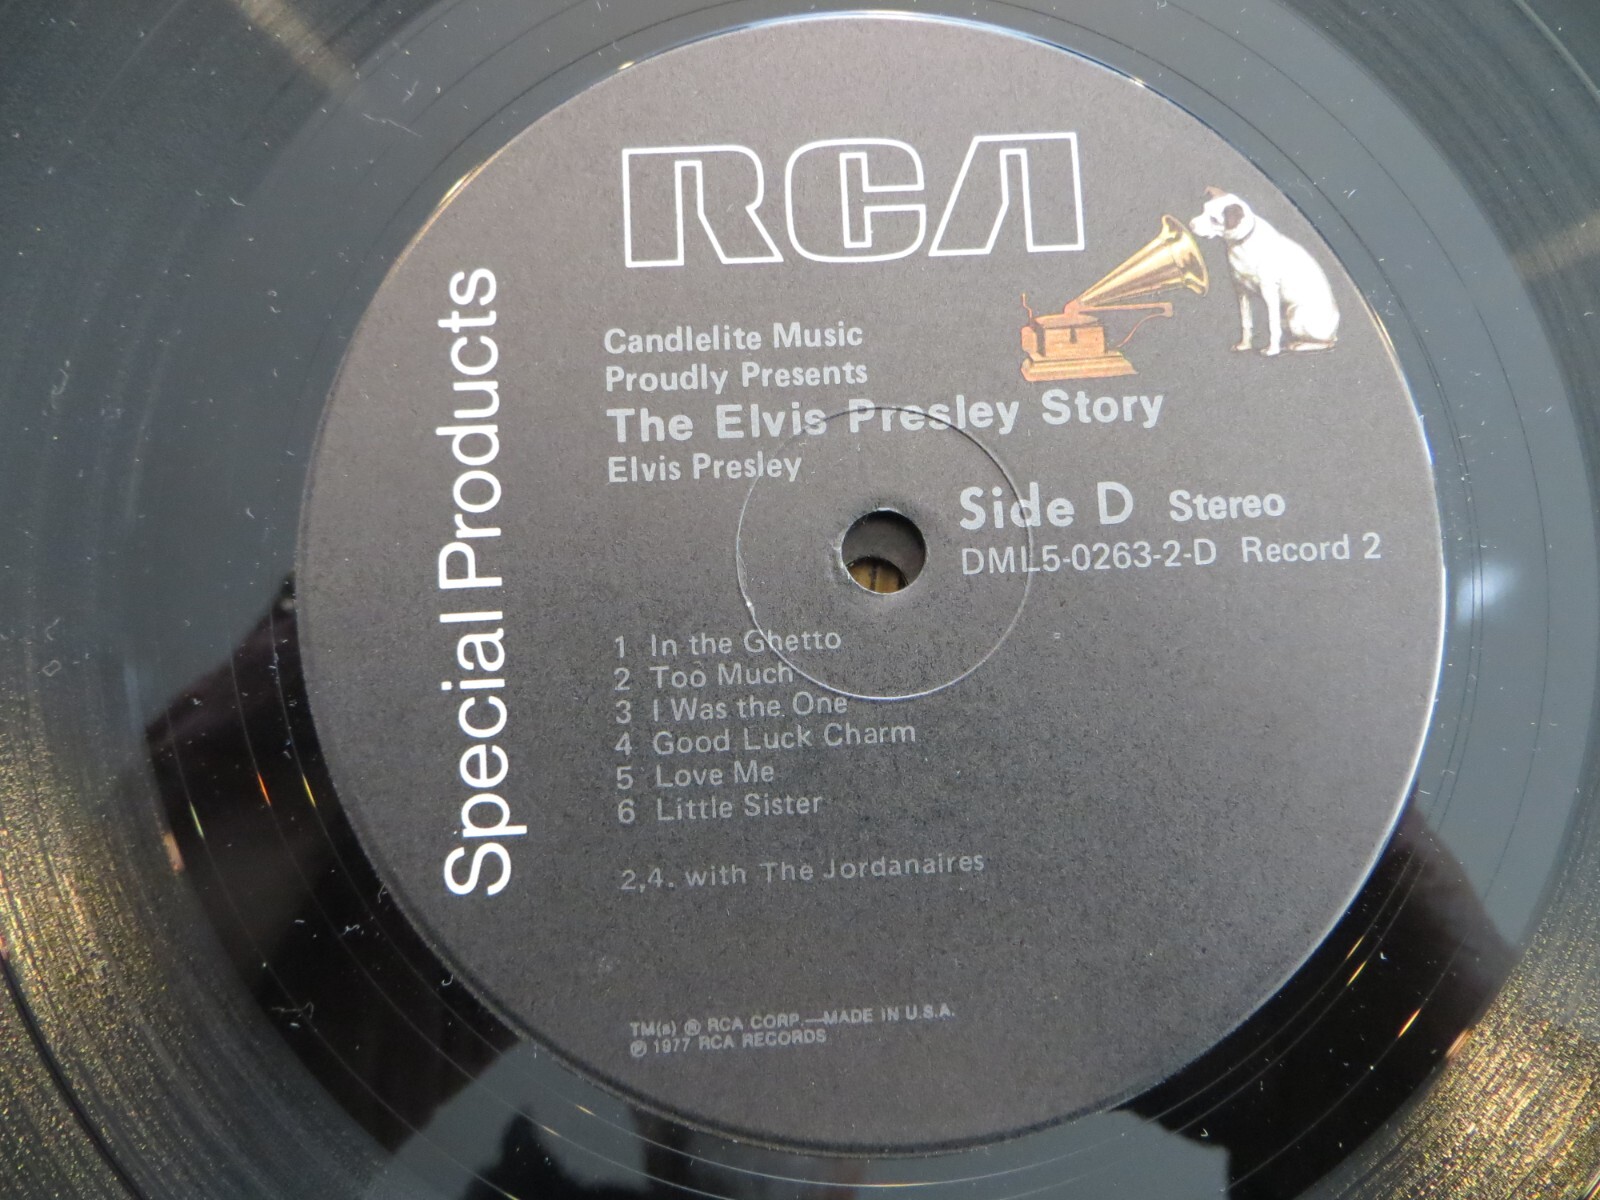 RCA
Special Products
Candlelite Music
Proudly Presents
The Elvis Presley Story
Elvis Presley
Side D Stereo
DML5-0263-2-D Record 2
1 In the Ghetto
2 Too Much
3 I Was the One
4 Good Luck Charm
5 Love Me
6 Little Sister
2,4. with The Jordanaires
TM(s) ® RCA CORP.—MADE IN U.S.A.
℗ 1977 RCA RECORDS